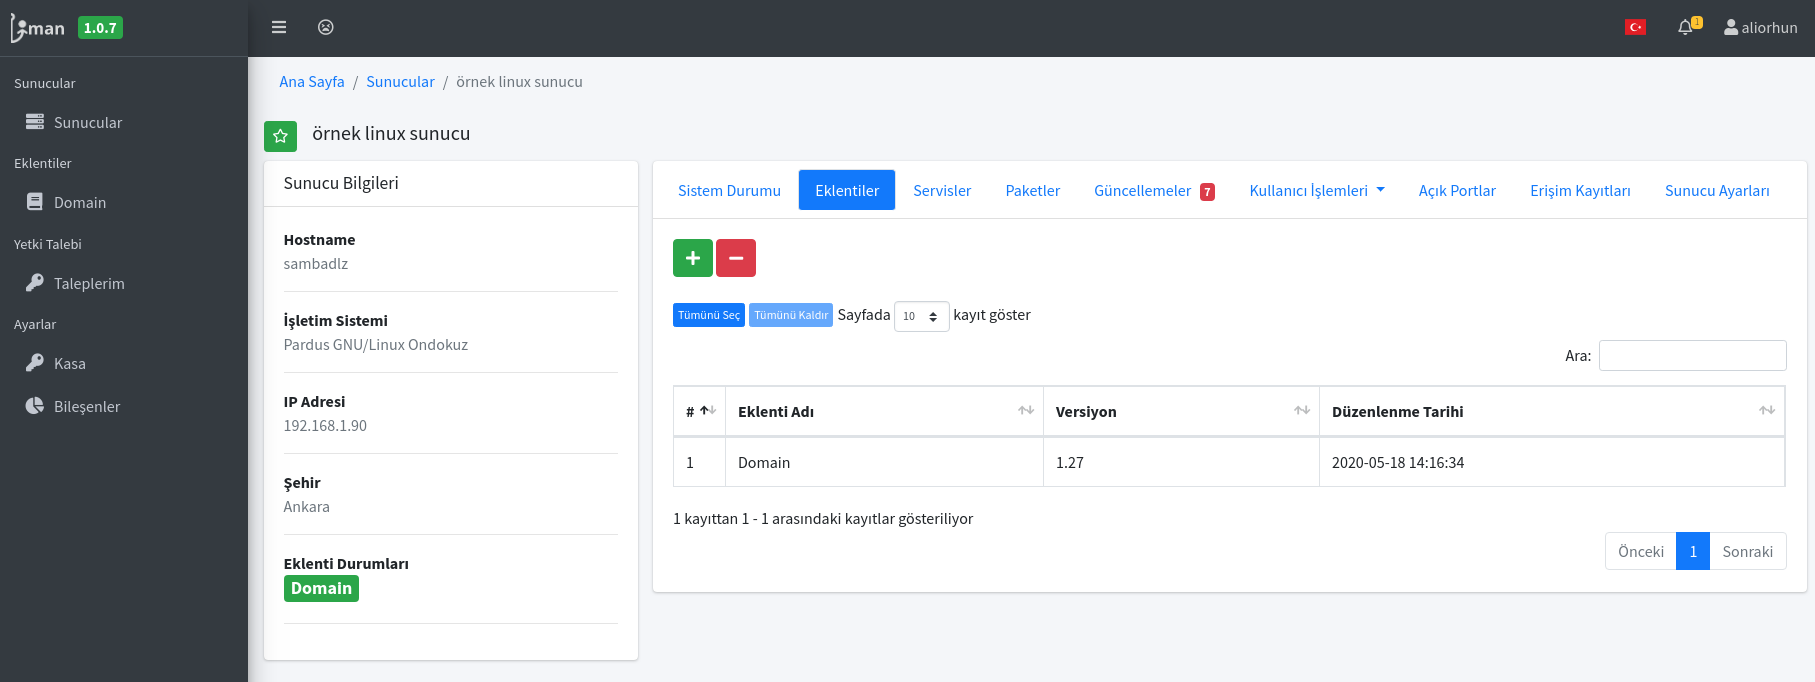 liman 1.0.7
1
aliorhun
Sunucular
Sunucular
Eklentiler
Domain
Yetki Talebi
Taleplerim
Ayarlar
Kasa
Bileşenler
Ana Sayfa / Sunucular / örnek linux sunucu
örnek linux sunucu
Sunucu Bilgileri
Hostname
sambadlz
İşletim Sistemi
Pardus GNU/Linux Ondokuz
IP Adresi
192.168.1.90
Şehir
Ankara
Eklenti Durumları
Domain
Sistem Durumu Eklentiler Servisler Paketler Güncellemeler 7 Kullanıcı İşlemleri Açık Portlar Erişim Kayıtları Sunucu Ayarları
Tümünü Seç Tümünü Kaldır Sayfada 10 kayıt göster
Ara:
# Eklenti Adı Versiyon Düzenlenme Tarihi
1 Domain 1.27 2020-05-18 14:16:34
1 kayıttan 1 - 1 arasındaki kayıtlar gösteriliyor
Önceki 1 Sonraki